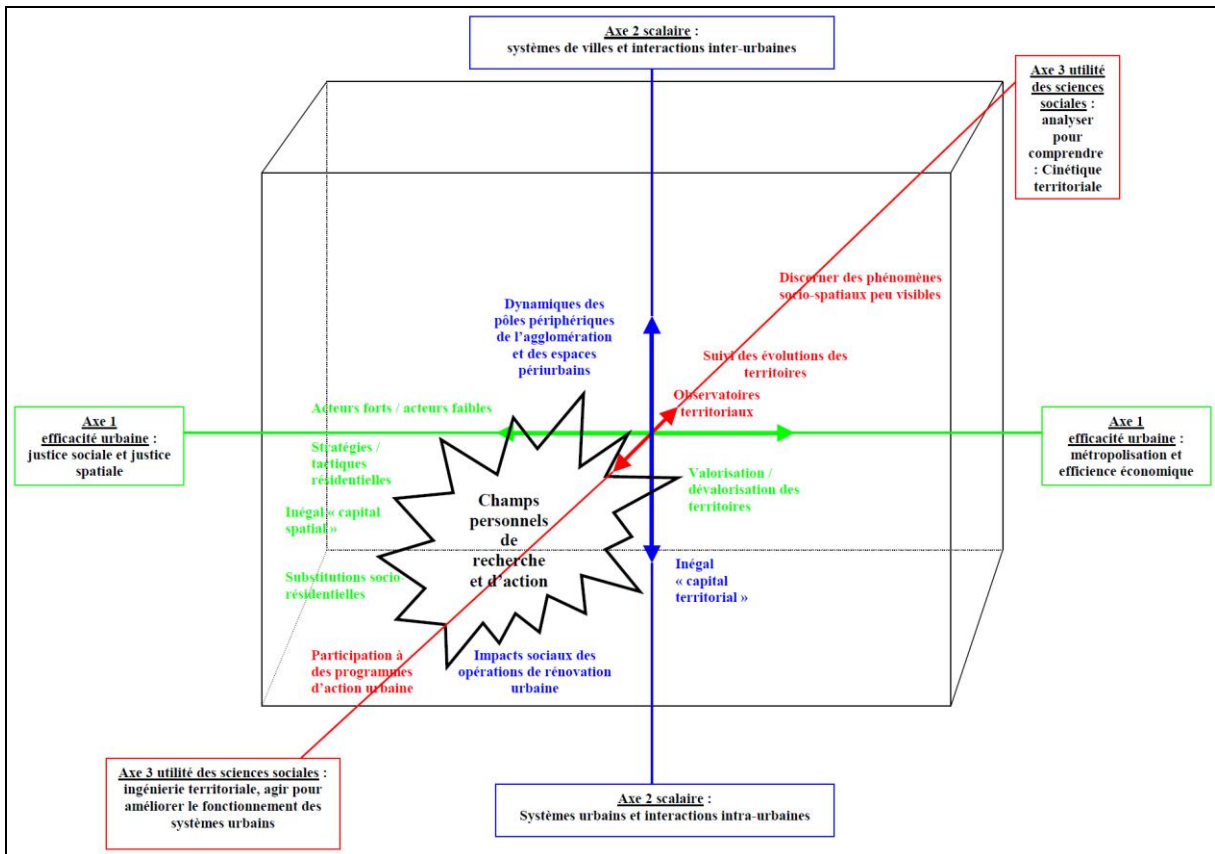 Axe 2 scalaire :
systèmes de villes et interactions inter-urbaines
Axe 3 utilité
des sciences
sociales :
analyser
pour
comprendre
: Cinétique
territoriale
Discerner des phénomènes
socio-spatiaux peu visibles
Dynamiques des
pôles périphériques
de l’agglomération
et des espaces
périurbains
Suivi des évolutions des
territoires
Observatoires
territoriaux
Axe 1
efficacité urbaine :
justice sociale et justice
spatiale
Acteurs forts / acteurs faibles
Stratégies /
tactiques
résidentielles
Inégal « capital
spatial »
Substitutions socio-
résidentielles
Champs
personnels
de
recherche
et d’action
Valorisation /
dévalorisation des
territoires
Axe 1
efficacité urbaine :
métropolisation et
efficience économique
Inégal
« capital
territorial »
Participation à
des programmes
d’action urbaine
Impacts sociaux des
opérations de rénovation
urbaine
Axe 3 utilité des sciences sociales :
ingénierie territoriale, agir pour
améliorer le fonctionnement des
systèmes urbains
Axe 2 scalaire :
Systèmes urbains et interactions intra-urbaines